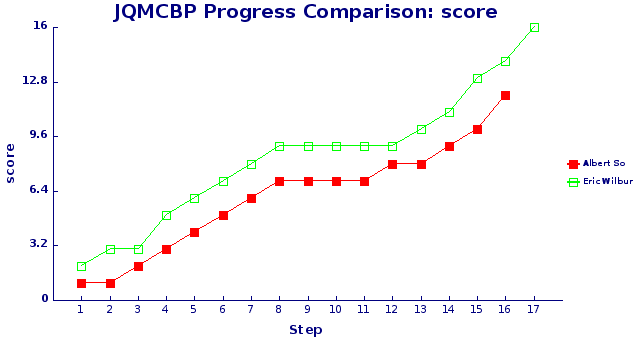 JQMCBP Progress Comparison: score
16
12.8
9.6
6.4
3.2
0
score
1 2 3 4 5 6 7 8 9 10 11 12 13 14 15 16 17
Step
Albert So
Eric Wilbur